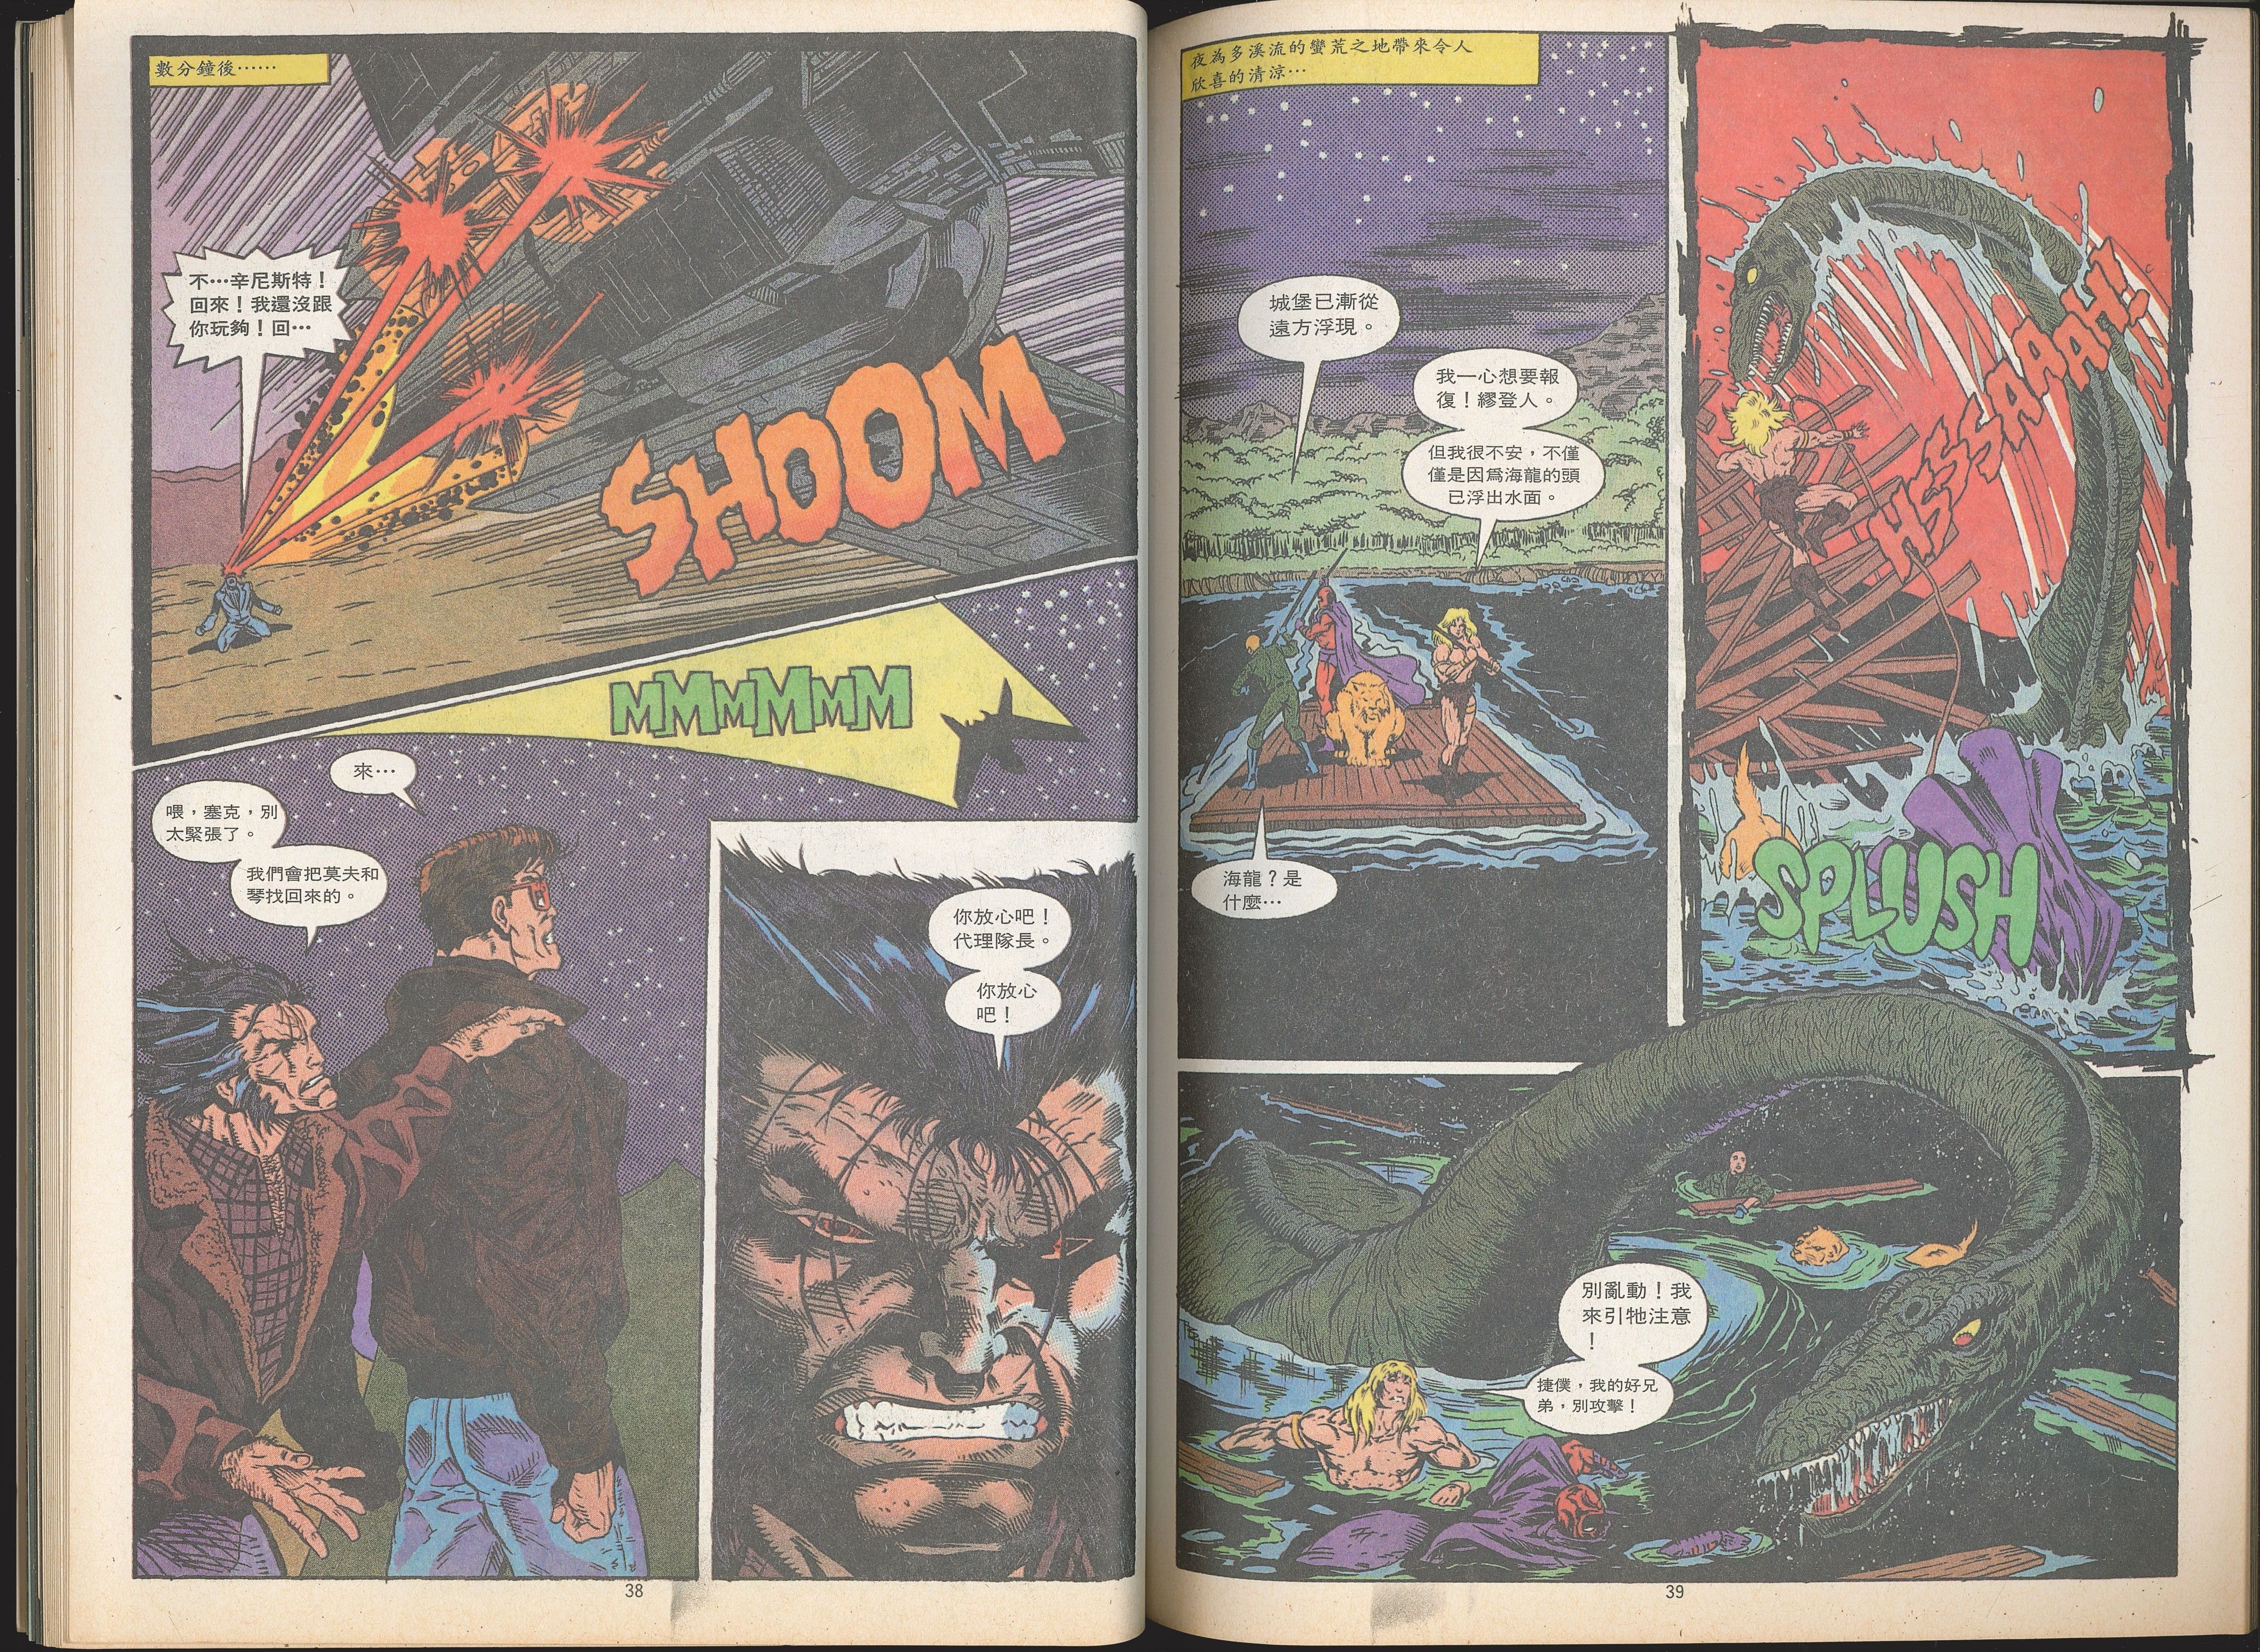 數分鐘後……
不…辛尼斯特！
回來！我還沒跟
你玩夠！回…
SHOOM
MMMMMM
來…
喂，塞克，別
太緊張了。
我們會把莫夫和
琴找回來的。
你放心吧！
代理隊長。
你放心
吧！
38
夜為多溪流的蠻荒之地帶來令人
欣喜的清涼…
城堡已漸從
遠方浮現。
我一心想要報
復！繆登人。
但我很不安，不僅
僅是因爲海龍的頭
已浮出水面。
海龍？是
什麼…
HSSSAAAH!
SPLUSH
別亂動！我
來引牠注意
！
捷僕，我的好兄
弟，別攻擊！
39